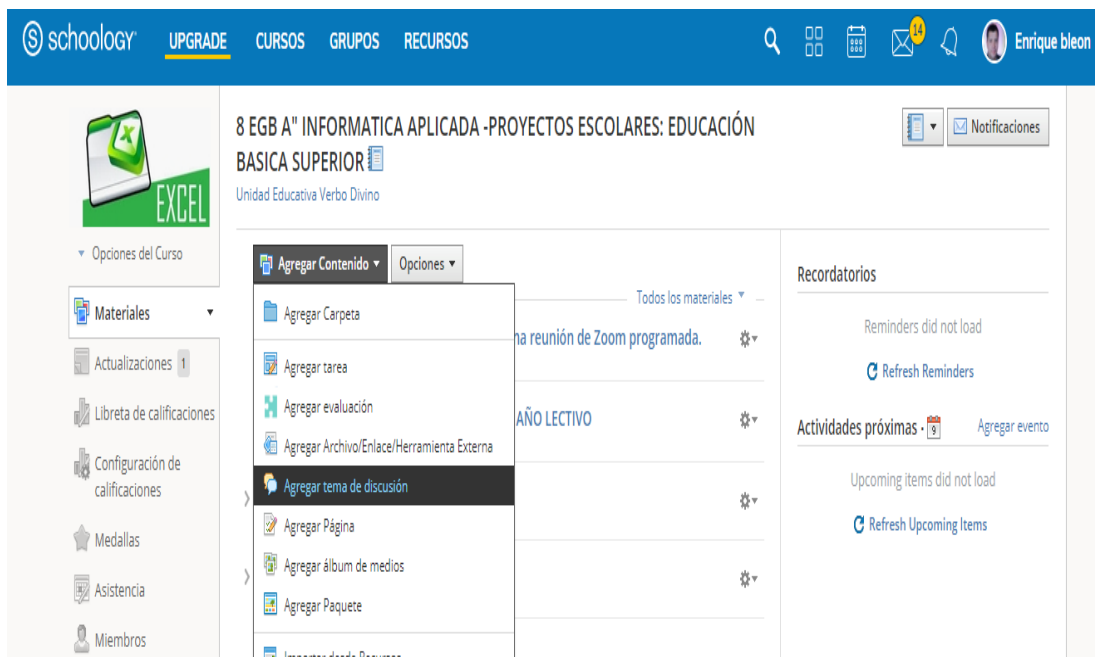 schoology UPGRADE CURSOS GRUPOS RECURSOS 14 Enrique bleon
EXCEL
Opciones del Curso
Materiales
Actualizaciones 1
Libreta de calificaciones
Configuración de
calificaciones
Medallas
Asistencia
Miembros
8 EGB A" INFORMATICA APLICADA -PROYECTOS ESCOLARES: EDUCACIÓN
BASICA SUPERIOR
Unidad Educativa Verbo Divino
Notificaciones
Agregar Contenido Opciones
Todos los materiales
Agregar Carpeta
Agregar tarea
Agregar evaluación
Agregar Archivo/Enlace/Herramienta Externa
Agregar tema de discusión
Agregar Página
Agregar álbum de medios
Agregar Paquete
Importar desde Recursos
na reunión de Zoom programada.
AÑO LECTIVO
Recordatorios
Reminders did not load
Refresh Reminders
Actividades próximas · 9 Agregar evento
Upcoming items did not load
Refresh Upcoming Items